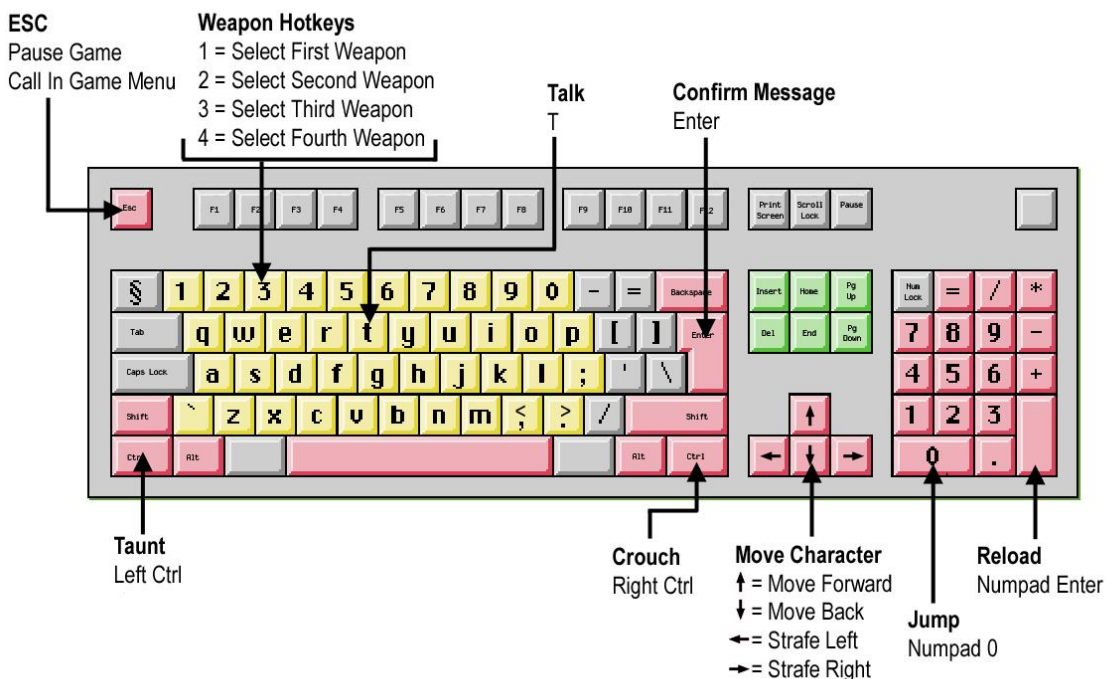 ESC
Pause Game
Call In Game Menu
Weapon Hotkeys
1 = Select First Weapon
2 = Select Second Weapon
3 = Select Third Weapon
4 = Select Fourth Weapon
Talk
T
Confirm Message
Enter
Esc F1 F2 F3 F4 F5 F6 F7 F8 F9 F10 F11 F12 Print Screen Scroll Lock Pause
§ 1 2 3 4 5 6 7 8 9 0 - = Backspace Insert Home Pg Up Num Lock = / *
Tab q w e r t y u i o p [ ] Enter Del End Pg Down 7 8 9 -
Caps Lock a s d f g h j k l ; ' \ 4 5 6 +
Shift ` z x c v b n m < , > . / Shift ↑ 1 2 3
Ctrl Alt Alt Ctrl ← ↓ → 0 .
Taunt
Left Ctrl
Crouch
Right Ctrl
Move Character
↑ = Move Forward
↓ = Move Back
← = Strafe Left
→ = Strafe Right
Jump
Numpad 0
Reload
Numpad Enter